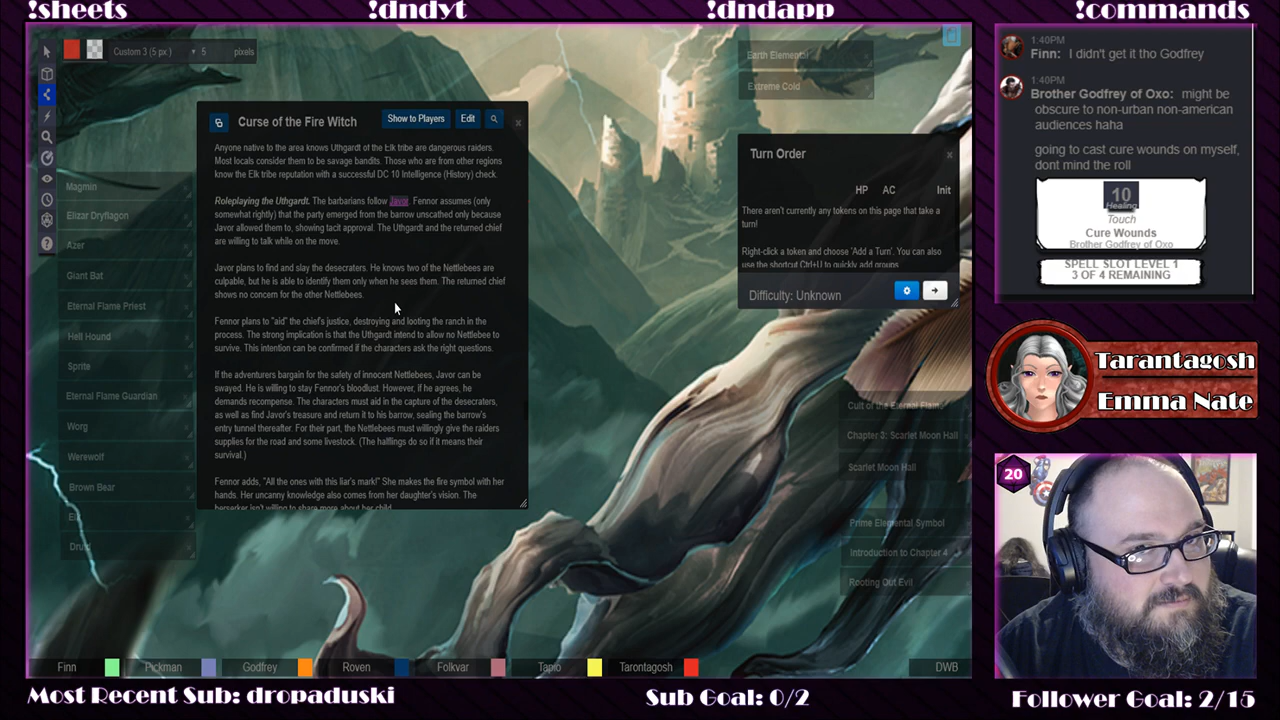 !sheets
!dndyt
!dndapp
!commands
Custom 3 (5 px)
5
pixels
Magmin
Elizar Dryflagon
Azer
Giant Bat
Eternal Flame Priest
Hell Hound
Sprite
Eternal Flame Guardian
Worg
Werewolf
Brown Bear
Druid
Curse of the Fire Witch
Show to Players
Edit
Anyone native to the area knows Uthgardt of the Elk tribe are dangerous raiders.
Most locals consider them to be savage bandits. Those who are from other regions
know the Elk tribe reputation with a successful DC 10 Intelligence (History) check.
Roleplaying the Uthgardt. The barbarians follow Javor. Fennor assumes (only
somewhat rightly) that the party emerged from the barrow unscathed only because
Javor allowed them to, showing tacit approval. The Uthgardt and the returned chief
are willing to talk while on the move.
Javor plans to find and slay the desecraters. He knows two of the Nettlebees are
culpable, but he is able to identify them only when he sees them. The returned chief
shows no concern for the other Nettlebees.
Fennor plans to "aid" the chief's justice, destroying and looting the ranch in the
process. The strong implication is that the Uthgardt intend to allow no Nettlebee to
survive. This intention can be confirmed if the characters ask the right questions.
If the adventurers bargain for the safety of innocent Nettlebees, Javor can be
swayed. He is willing to stay Fennor's bloodlust. However, if he agrees, he
demands recompense. The characters must aid in the capture of the desecraters,
as well as find Javor's treasure and return it to his barrow, sealing the barrow's
entry tunnel thereafter. For their part, the Nettlebees must willingly give the raiders
supplies for the road and some livestock. (The halflings do so if it means their
survival.)
Fennor adds, "All the ones with this liar's mark!" She makes the fire symbol with her
hands. Her uncanny knowledge also comes from her daughter's vision. The
berserker isn't willing to share more about her child.
Earth Elemental
Extreme Cold
Turn Order
HP AC Init
There aren't currently any tokens on this page that take a
turn!
Right-click a token and choose 'Add a Turn'. You can also
use the shortcut Ctrl+U to quickly add groups.
Difficulty: Unknown
Cult of the Eternal Flame
Chapter 3: Scarlet Moon Hall
Scarlet Moon Hall
Prime Elemental Symbol
Introduction to Chapter 4
Rooting Out Evil
1:40PM
Finn: I didn't get it tho Godfrey
1:40PM
Brother Godfrey of Oxo: might be
obscure to non-urban non-american
audiences haha
going to cast cure wounds on myself,
dont mind the roll
10
Healing
Touch
Cure Wounds
Brother Godfrey of Oxo
SPELL SLOT LEVEL 1
3 OF 4 REMAINING
Tarantagosh
Emma Nate
20
Finn
Pickman
Godfrey
Roven
Folkvar
Tapio
Tarontagosh
DWB
Most Recent Sub: dropaduski
Sub Goal: 0/2
Follower Goal: 2/15